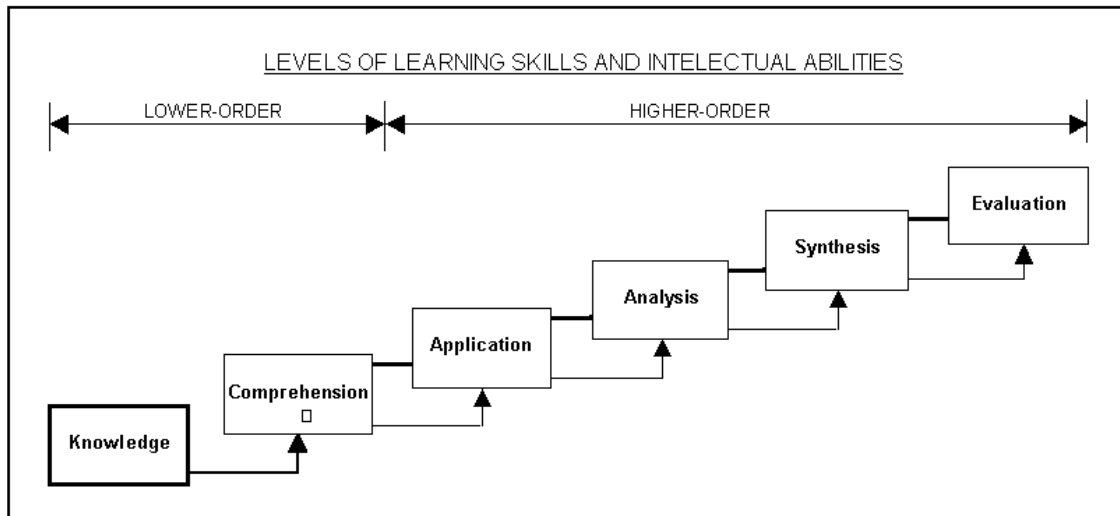 LEVELS OF LEARNING SKILLS AND INTELECTUAL ABILITIES
LOWER-ORDER
HIGHER-ORDER
Evaluation
Synthesis
Analysis
Application
Comprehension
Knowledge